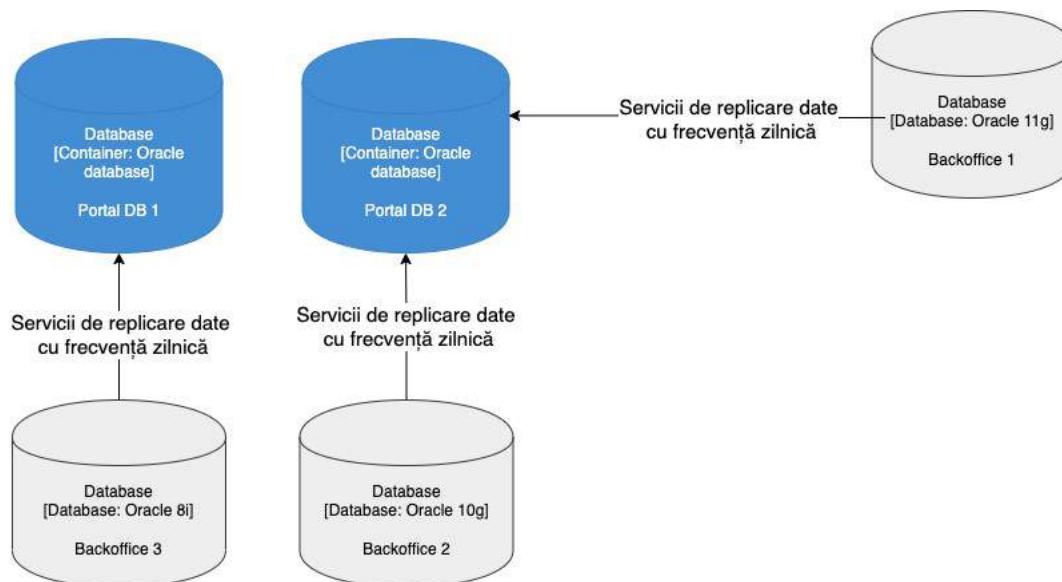 Database
[Container: Oracle
database]
Portal DB 1
Database
[Container: Oracle
database]
Portal DB 2
Servicii de replicare date
cu frecvență zilnică
Database
[Database: Oracle 11g]
Backoffice 1
Servicii de replicare date
cu frecvență zilnică
Servicii de replicare date
cu frecvență zilnică
Database
[Database: Oracle 8i]
Backoffice 3
Database
[Database: Oracle 10g]
Backoffice 2